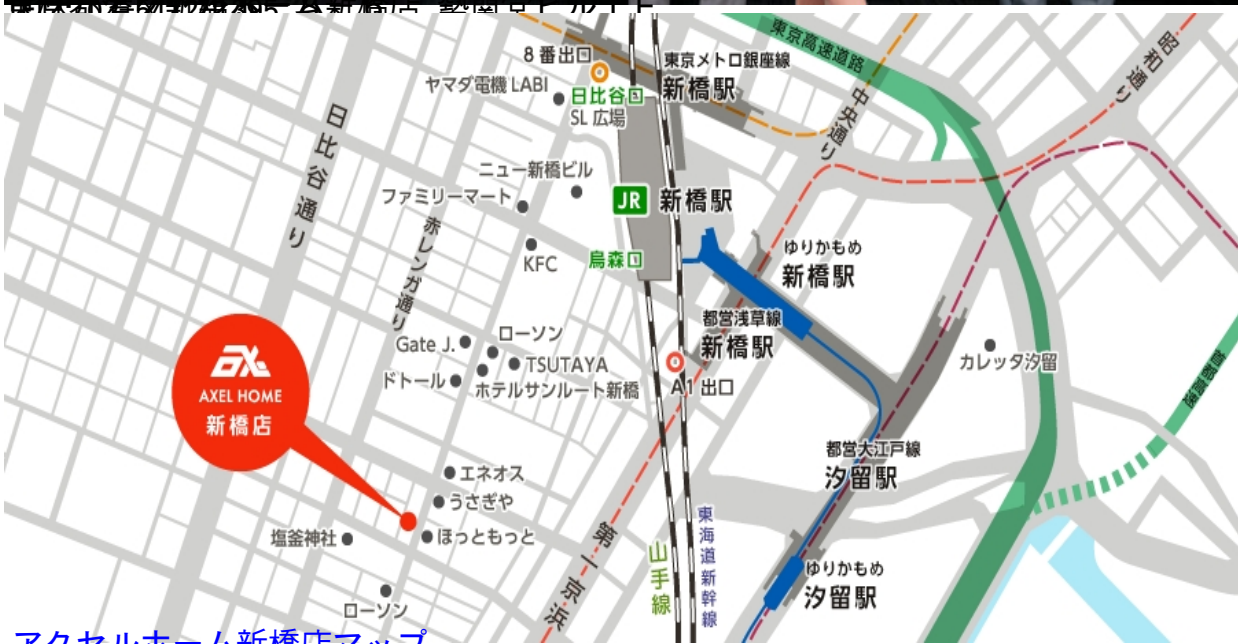 8番出口
東京メトロ銀座線
新橋駅
東京高速道路
昭和通り
ヤマダ電機 LABI
日比谷口
SL 広場
中央通り
日比谷通り
ニュー新橋ビル
ファミリーマート
JR 新橋駅
赤レンガ通り
KFC
烏森口
ゆりかもめ
新橋駅
都営浅草線
新橋駅
ローソン
Gate J.
TSUTAYA
ドトール
ホテルサンルート新橋
A1 出口
カレッタ汐留
首都高速
AXEL HOME
新橋店
都営大江戸線
汐留駅
エネオス
うさぎや
塩釜神社
ほっともっと
第一京浜
山手線
東海道新幹線
ゆりかもめ
汐留駅
ローソン
アクセルホーム新橋店マップ